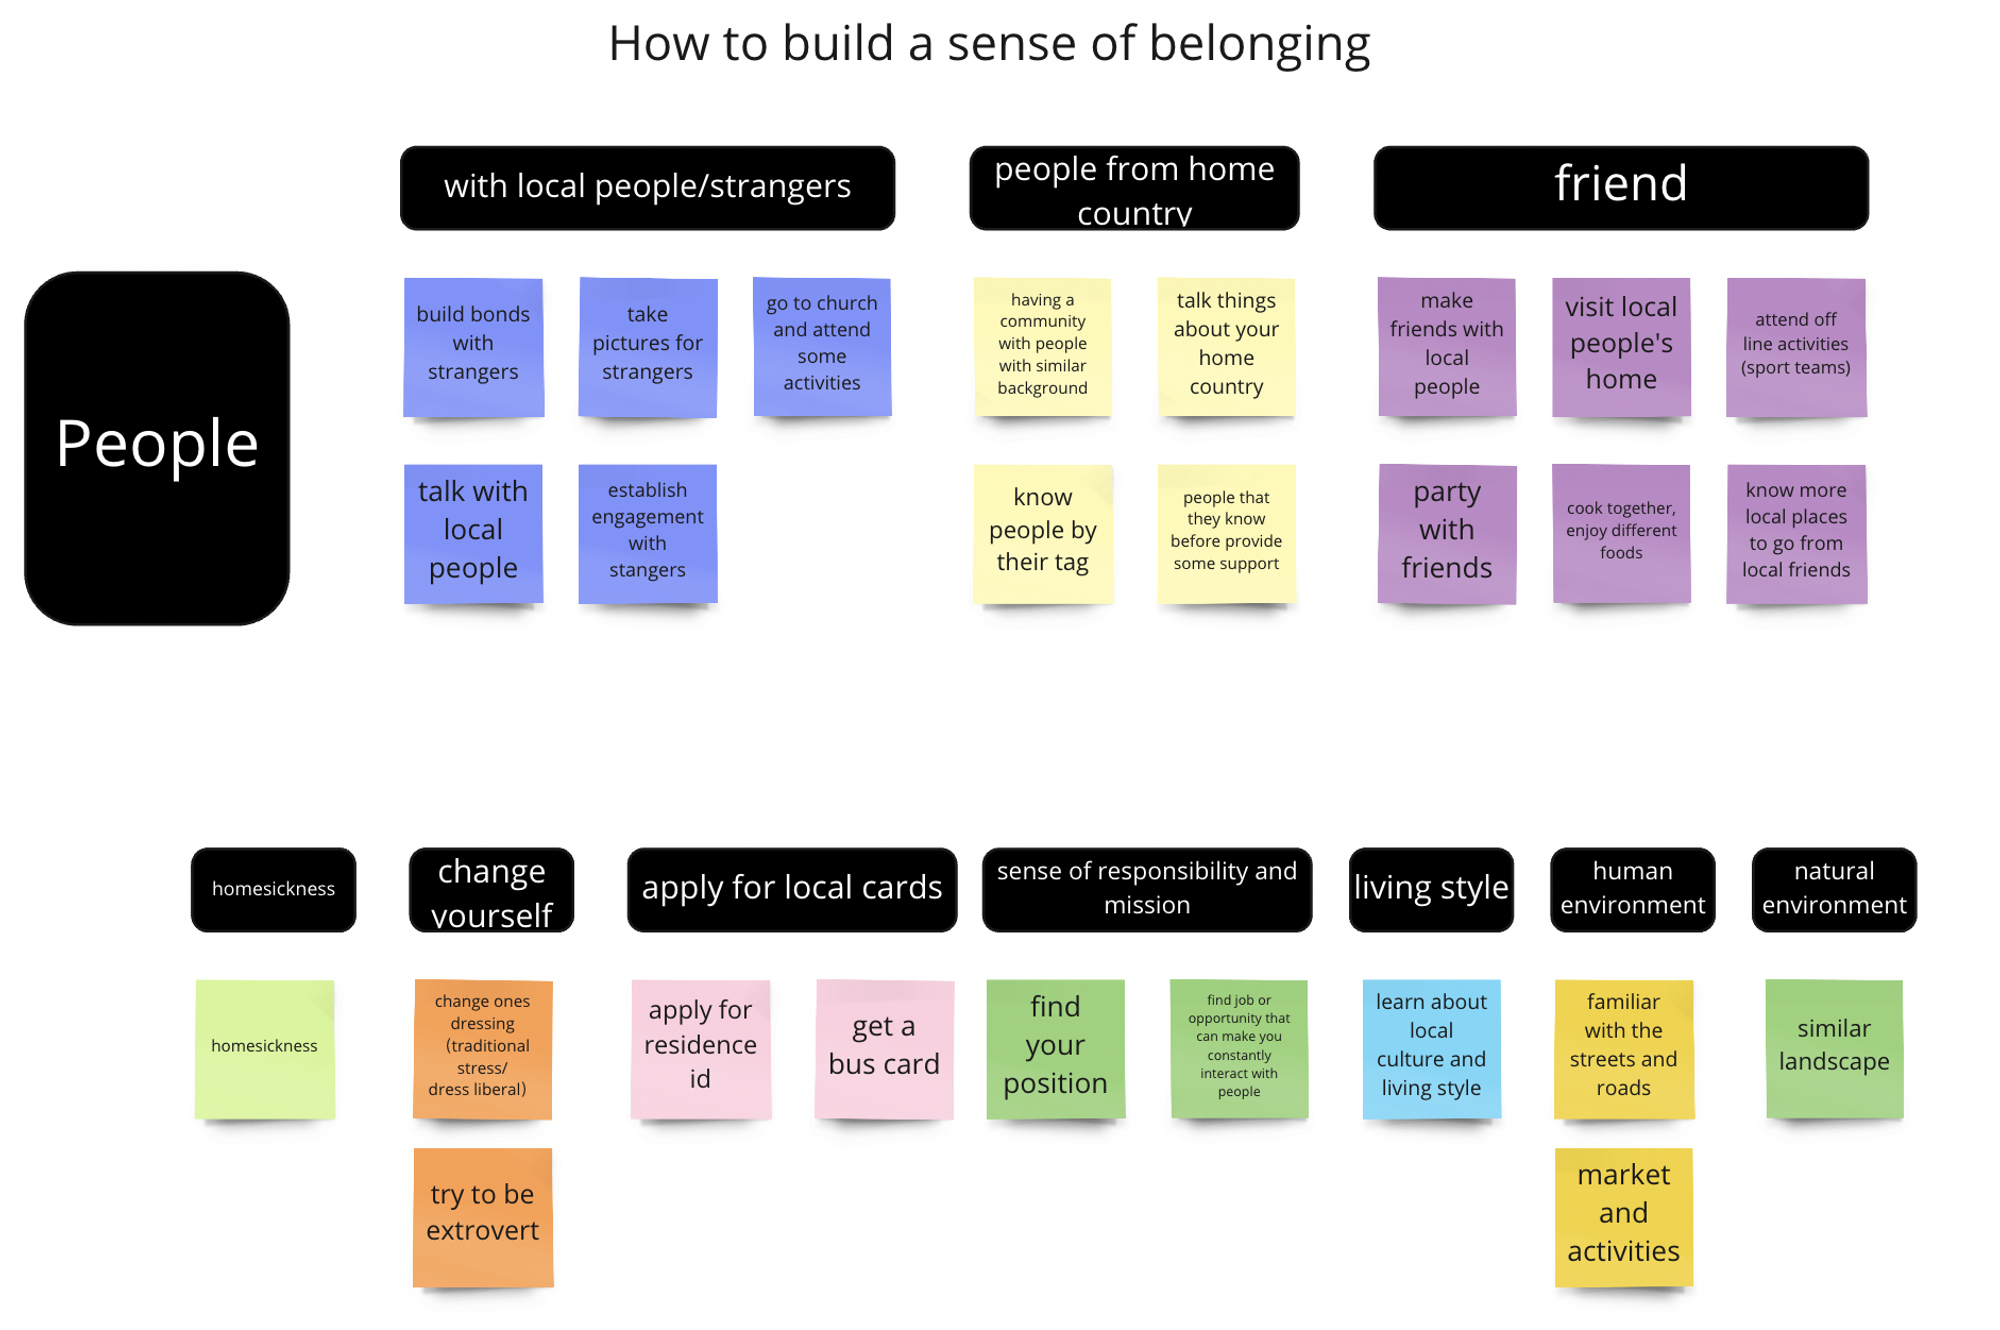 How to build a sense of belonging
with local people/strangers
people from home
country
friend
People
build bonds
with
strangers
take
pictures for
strangers
go to church
and attend
some
activities
having a
community
with people
with similar
background
talk things
about your
home
country
make
friends with
local
people
visit local
people's
home
attend off
line activities
(sport teams)
talk with
local
people
establish
engagement
with
stangers
know
people by
their tag
people that
they know
before provide
some support
party
with
friends
cook together,
enjoy different
foods
know more
local places
to go from
local friends
homesickness
change
yourself
apply for local cards
sense of responsibility and
mission
living style
human
environment
natural
environment
homesickness
change ones
dressing
（traditional
stress/
dress liberal）
apply for
residence
id
get a
bus card
find
your
position
find job or
opportunity that
can make you
constantly
interact with
people
learn about
local
culture and
living style
familiar
with the
streets and
roads
similar
landscape
try to be
extrovert
market
and
activities